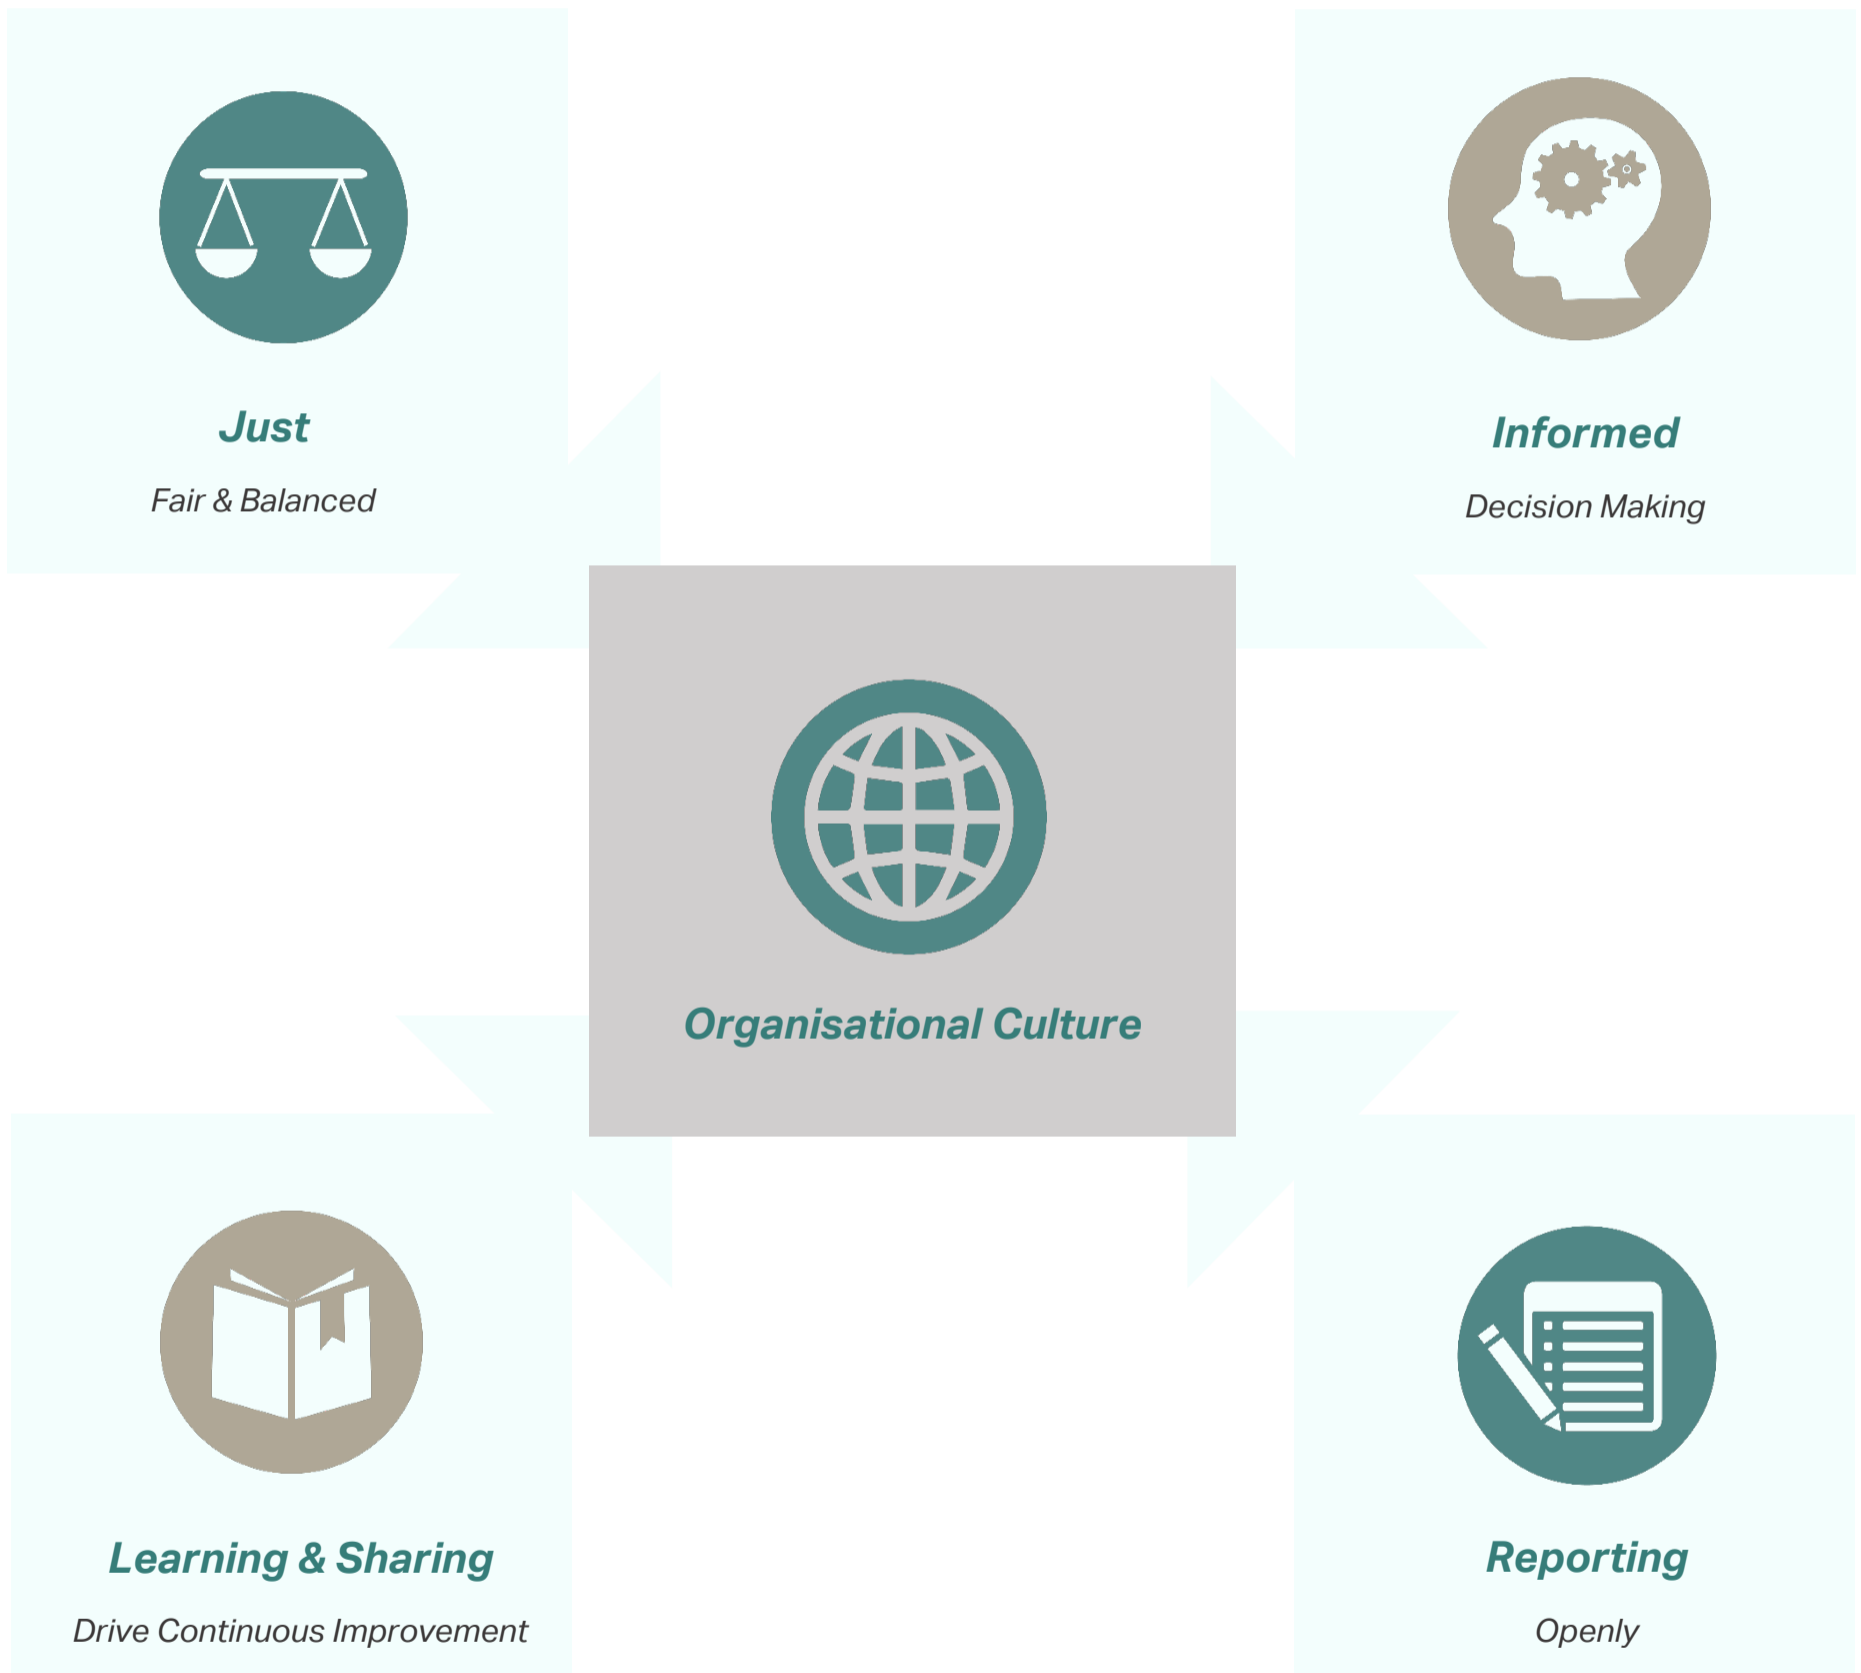 Just
Fair & Balanced
Informed
Decision Making
Organisational Culture
Learning & Sharing
Drive Continuous Improvement
Reporting
Openly